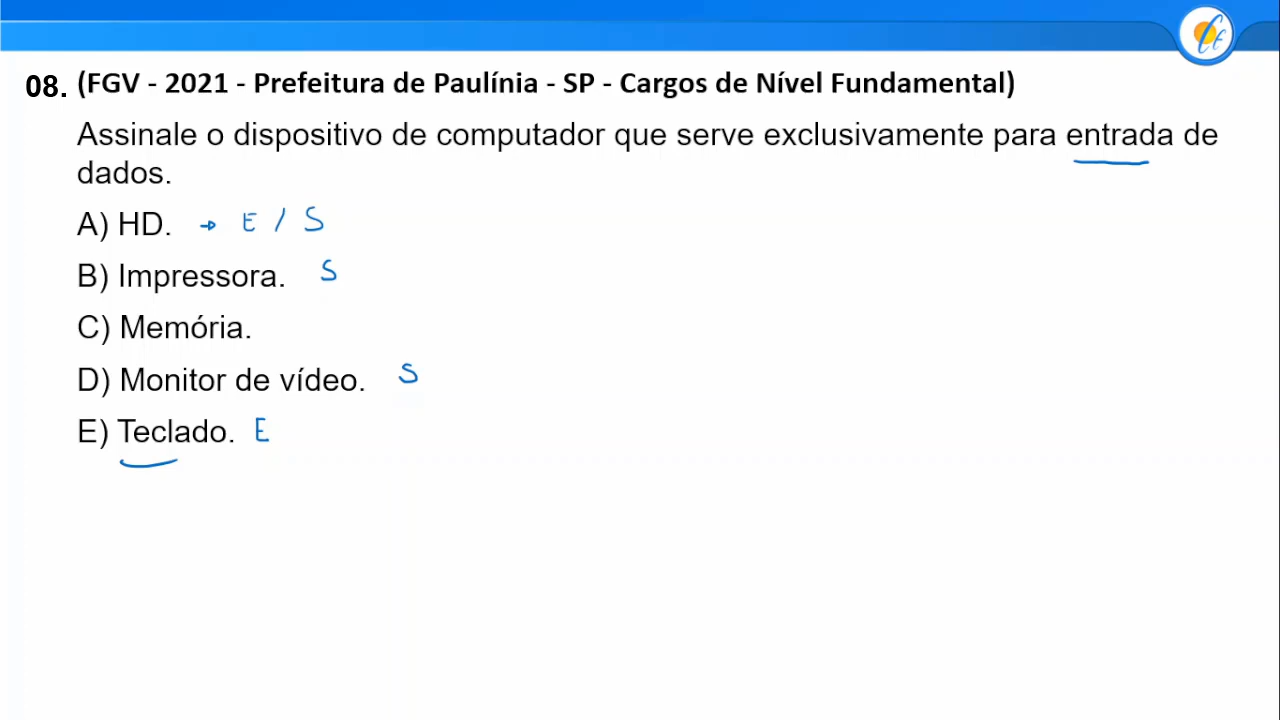 08. (FGV - 2021 - Prefeitura de Paulínia - SP - Cargos de Nível Fundamental)
Assinale o dispositivo de computador que serve exclusivamente para entrada de
dados.
A) HD. → E / S
B) Impressora. S
C) Memória.
D) Monitor de vídeo. S
E) Teclado. E